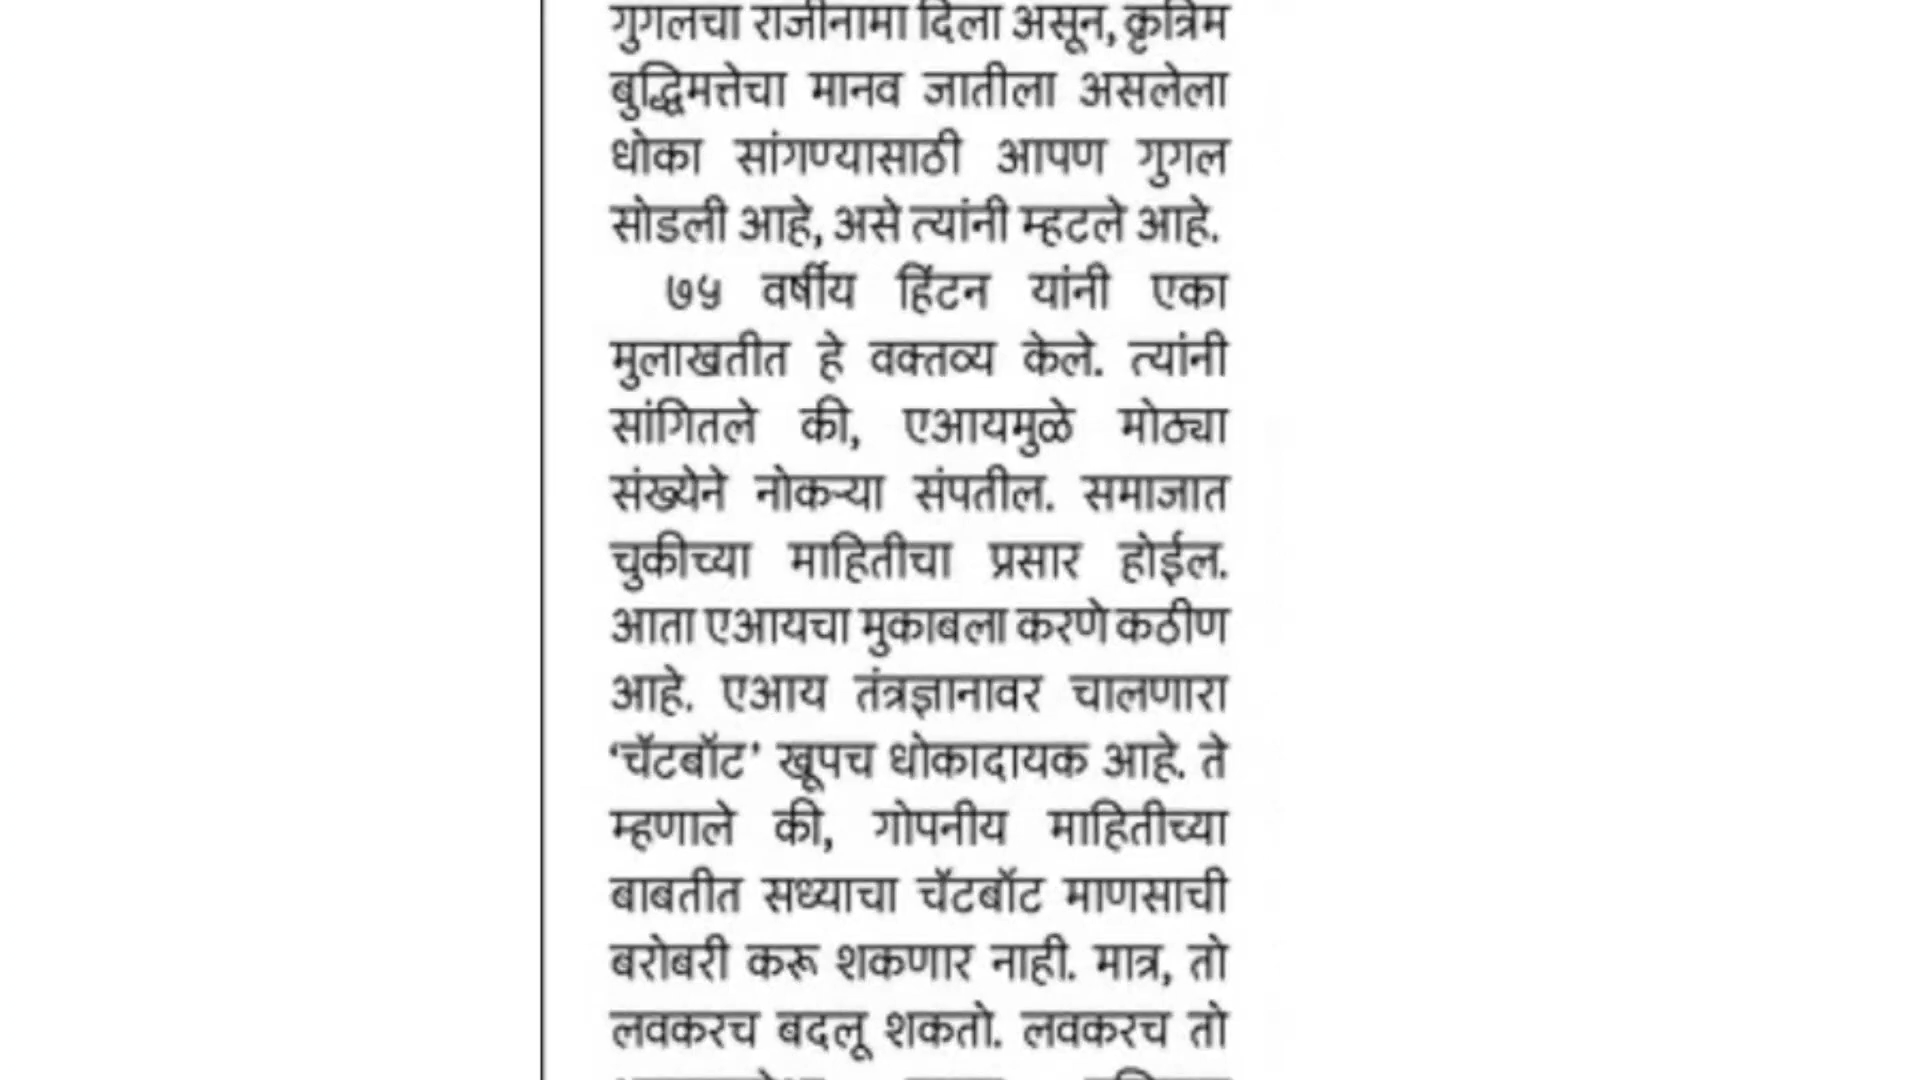 गुगलचा राजीनामा दिला असून, कृत्रिम
बुद्धिमत्तेचा मानव जातीला असलेला
धोका सांगण्यासाठी आपण गुगल
सोडली आहे, असे त्यांनी म्हटले आहे.
७५ वर्षीय हिंटन यांनी एका
मुलाखतीत हे वक्तव्य केले. त्यांनी
सांगितले की, एआयमुळे मोठ्या
संख्येने नोकऱ्या संपतील. समाजात
चुकीच्या माहितीचा प्रसार होईल.
आता एआयचा मुकाबला करणे कठीण
आहे. एआय तंत्रज्ञानावर चालणारा
‘चॅटबॉट’ खूपच धोकादायक आहे. ते
म्हणाले की, गोपनीय माहितीच्या
बाबतीत सध्याचा चॅटबॉट माणसाची
बरोबरी करू शकणार नाही. मात्र, तो
लवकरच बदलू शकतो. लवकरच तो